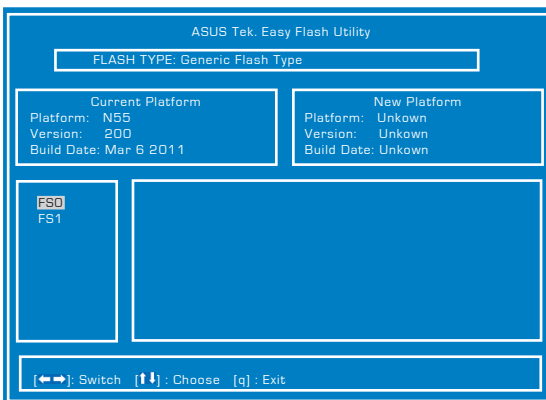 ASUS Tek. Easy Flash Utility
FLASH TYPE: Generic Flash Type
Current Platform
Platform: N55
Version: 200
Build Date: Mar 6 2011
New Platform
Platform: Unkown
Version: Unkown
Build Date: Unkown
FS0
FS1
[←→]: Switch [↑↓] : Choose [q] : Exit